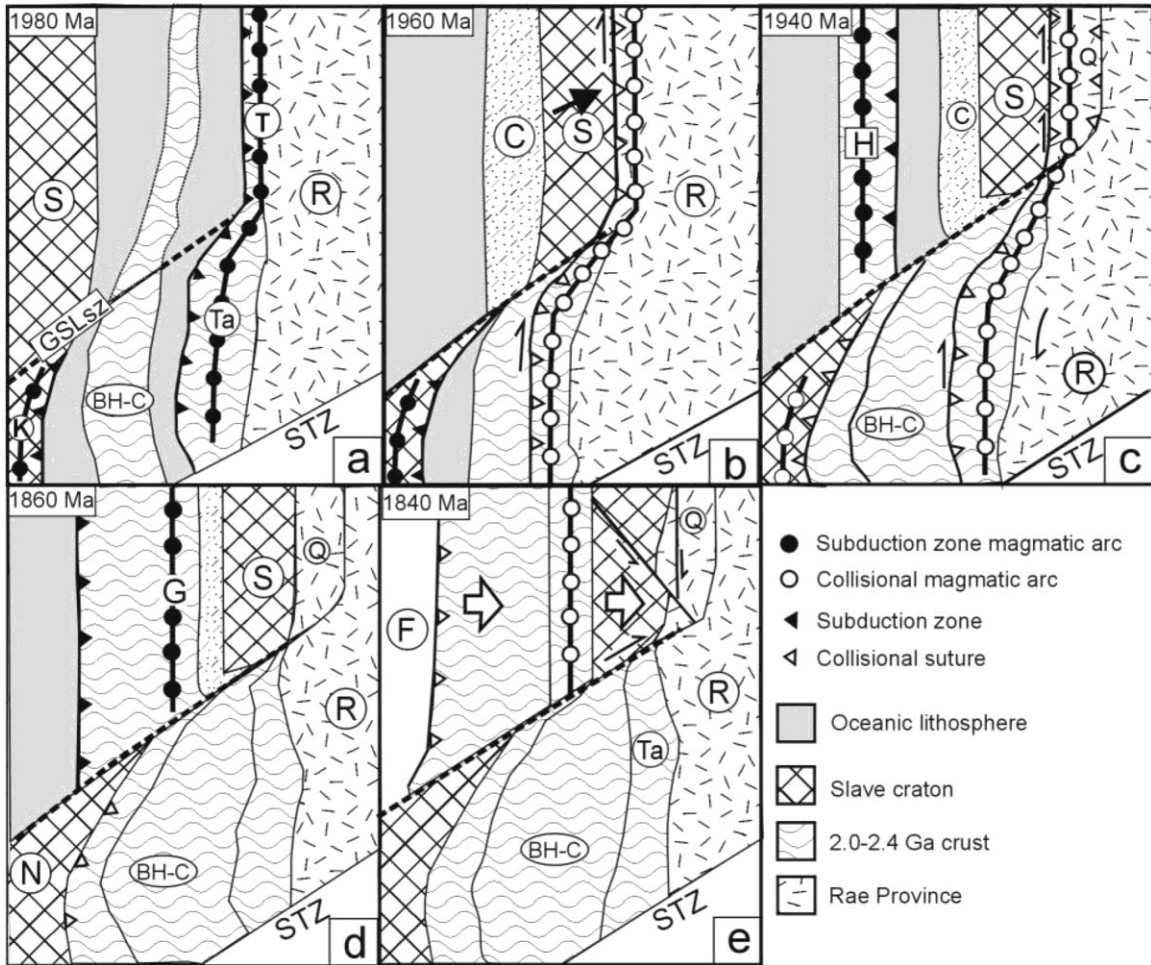 1980 Ma
T
S
R
GSLsz
Ta
K
BH-C
STZ
a
1960 Ma
C
S
R
STZ
b
1940 Ma
Q
H
C
S
R
BH-C
STZ
c
1860 Ma
Q
G
S
R
N
BH-C
STZ
d
1840 Ma
Q
F
R
Ta
BH-C
STZ
e
Subduction zone magmatic arc
Collisional magmatic arc
Subduction zone
Collisional suture
Oceanic lithosphere
Slave craton
2.0-2.4 Ga crust
Rae Province